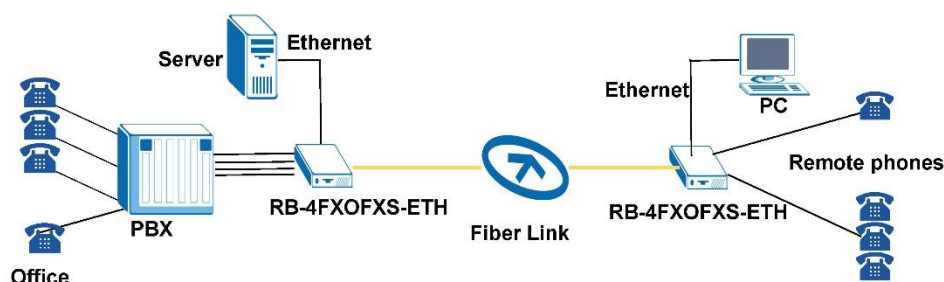 Server
Ethernet
Ethernet
PC
Remote phones
RB-4FXOFXS-ETH
RB-4FXOFXS-ETH
PBX
Fiber Link
Office